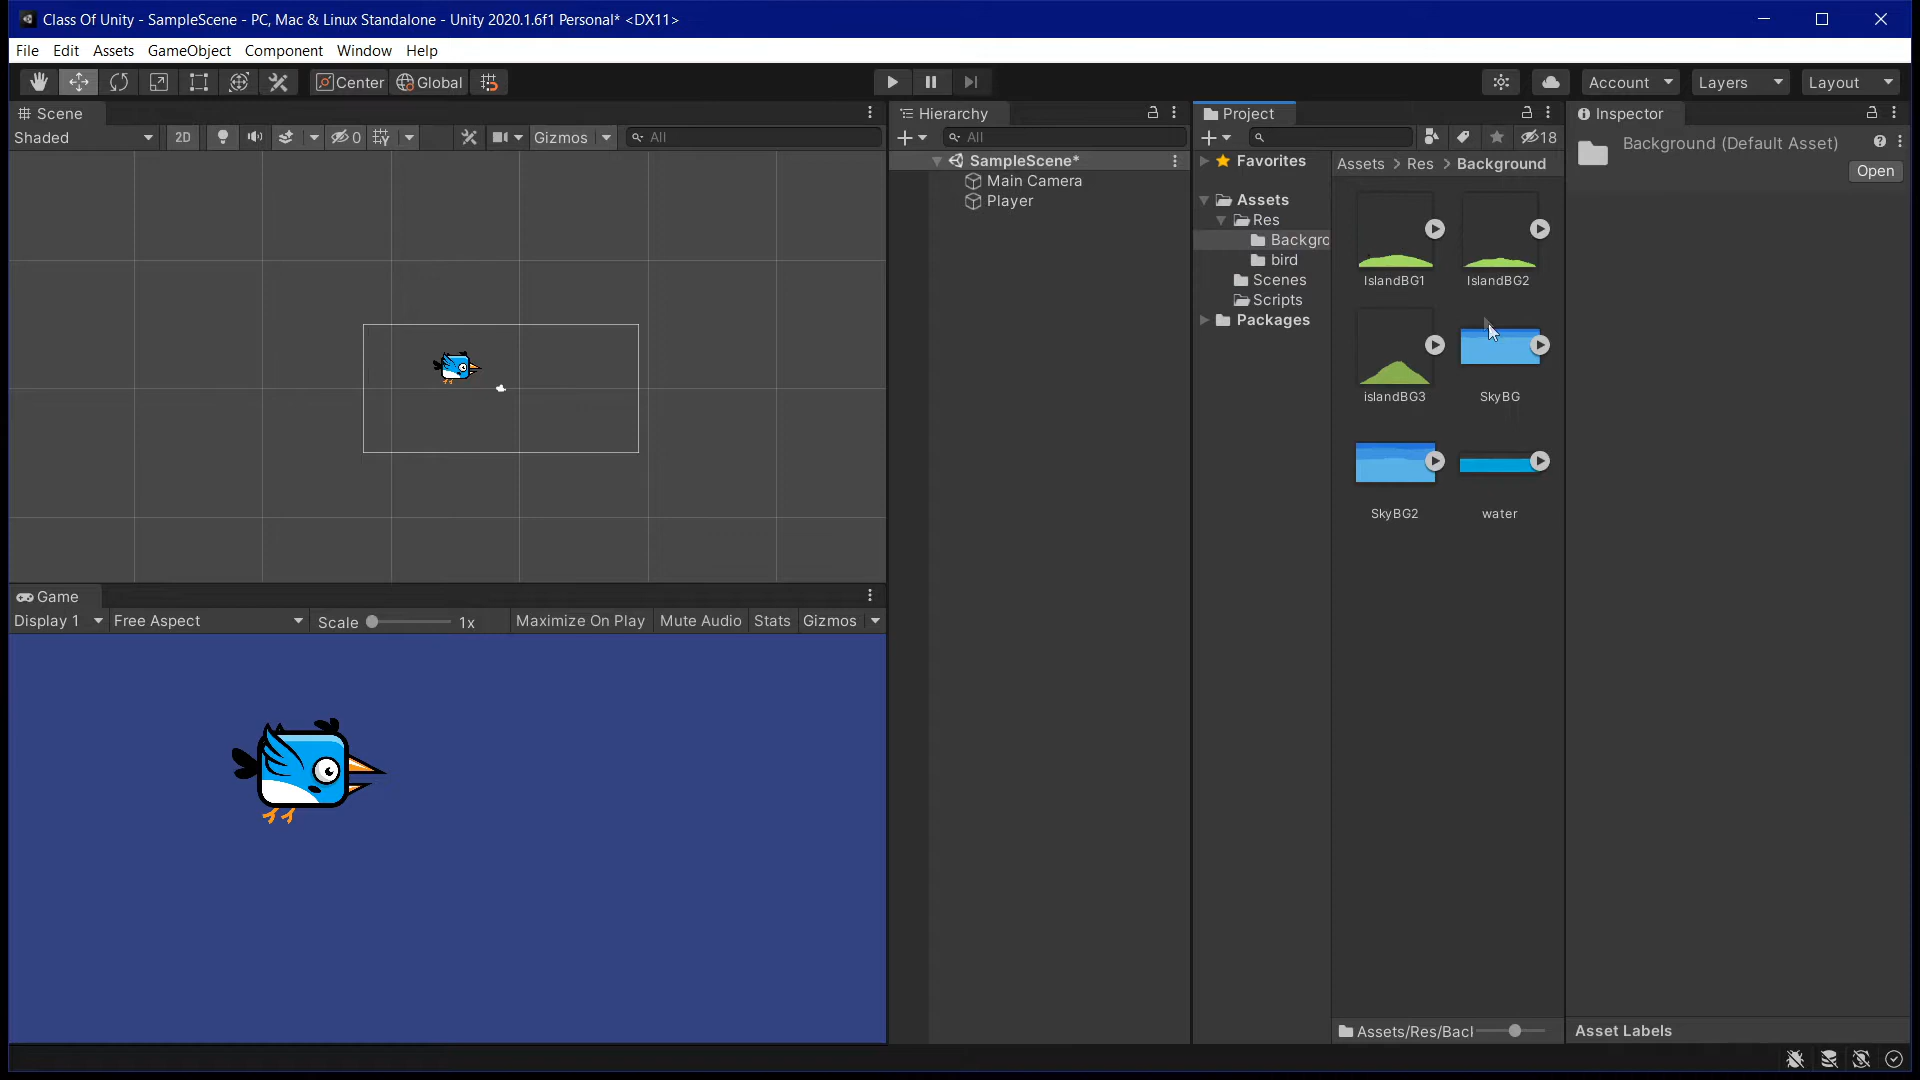 Class Of Unity - SampleScene - PC, Mac & Linux Standalone - Unity 2020.1.6f1 Personal* <DX11>
File Edit Assets GameObject Component Window Help
Center Global Account Layers Layout
Scene
Shaded 2D 0 Gizmos All
Hierarchy
All
SampleScene*
Main Camera
Player
Project
18
Favorites
Assets
Res
Backgro
bird
Scenes
Scripts
Packages
Assets > Res > Background
IslandBG1 IslandBG2
islandBG3 SkyBG
SkyBG2 water
Assets/Res/Bacl
Inspector
Background (Default Asset)
Open
Asset Labels
Game
Display 1 Free Aspect Scale 1x Maximize On Play Mute Audio Stats Gizmos